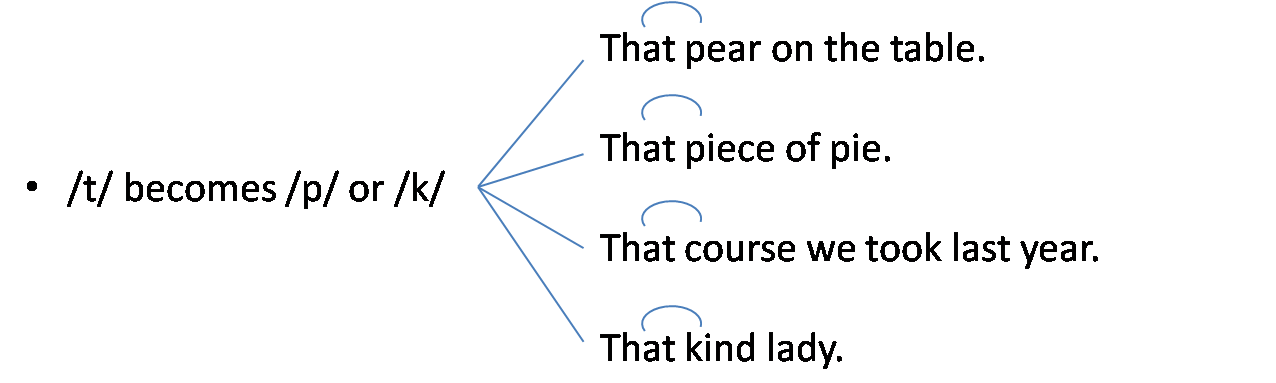 That pear on the table.
That piece of pie.
• /t/ becomes /p/ or /k/
That course we took last year.
That kind lady.